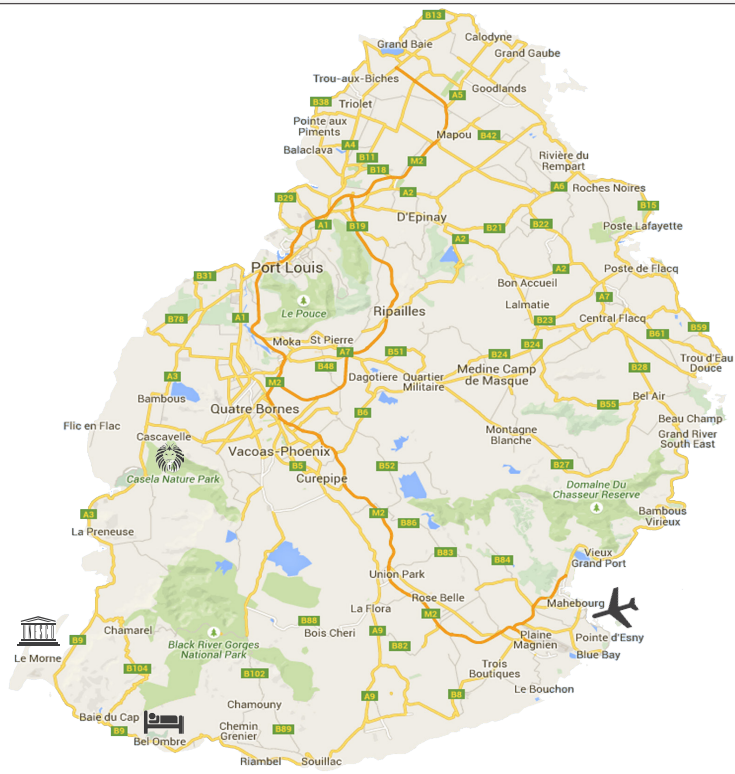 B13
Grand Baie
Calodyne
Grand Gaube
Trou-aux-Biches
A5
Goodlands
B38
Triolet
Pointe aux
Piments
Mapou
B42
A4
Balaclava
B11
B18
M2
Rivière du
Rempart
A2
A6
Roches Noires
B29
B15
D'Epinay
A1
B19
B21
B22
Poste Lafayette
A2
Port Louis
A2
Poste de Flacq
B31
Bon Accueil
A7
Le Pouce
Ripailles
Lalmatie
B78
A1
B23
Central Flacq
B59
B61
Moka
St Pierre
B24
A7
B51
B24
Trou d'Eau
Douce
B48
Medine Camp
de Masque
B28
A3
M2
Dagotiere
Quartier
Militaire
Bambous
Quatre Bornes
B6
B55
Bel Air
Flic en Flac
Beau Champ
Cascavelle
Montagne
Blanche
Grand River
South East
Vacoas-Phoenix
B5
B52
B27
Casela Nature Park
Curepipe
Domaine Du
Chasseur Reserve
A3
M2
B86
Bambous
Virieux
La Preneuse
B83
B84
Vieux
Grand Port
Union Park
Rose Belle
Mahebourg
La Flora
M2
B88
Chamarel
Bois Cheri
A9
Plaine
Magnien
Pointe d'Esny
B9
Black River Gorges
National Park
B82
Le Morne
Blue Bay
B104
B102
Trois
Boutiques
Le Bouchon
A9
B8
Chamouny
Baie du Cap
B9
Chemin
Grenier
B89
Bel Ombre
Riambel
Souillac